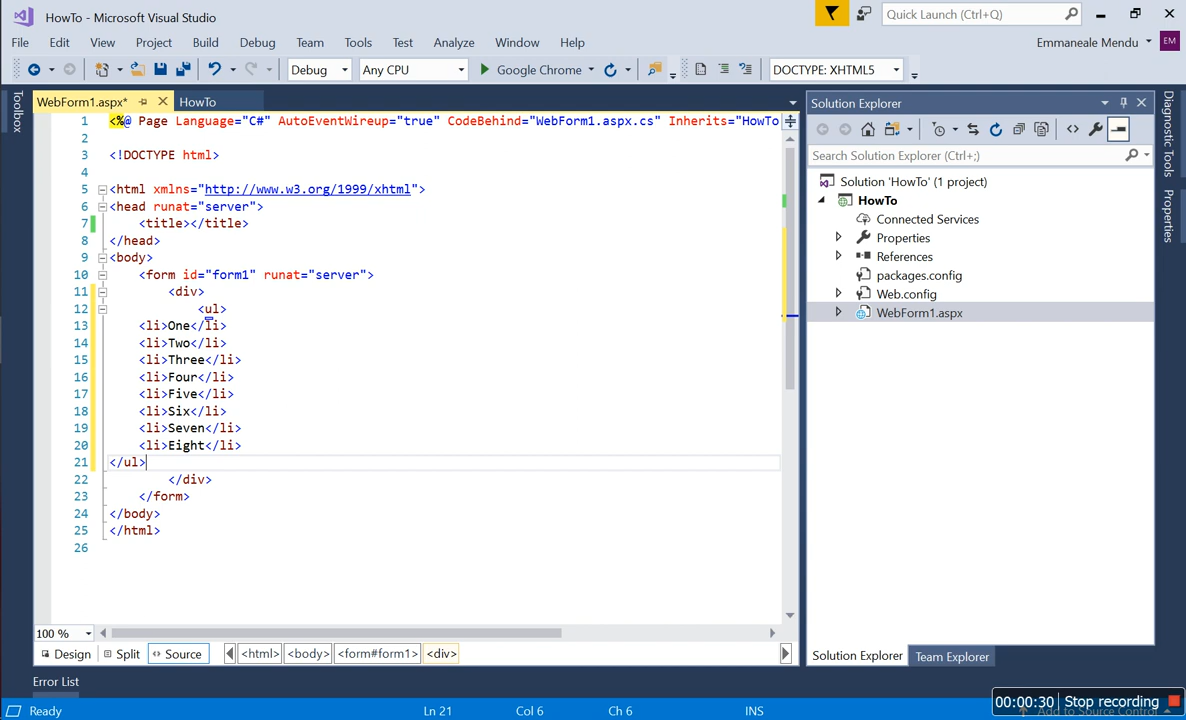 HowTo - Microsoft Visual Studio
Quick Launch (Ctrl+Q)
File Edit View Project Build Debug Team Tools Test Analyze Window Help
Emmaneale Mendu EM
Debug Any CPU Google Chrome DOCTYPE: XHTML5
Toolbox
WebForm1.aspx* HowTo
1 <%@ Page Language="C#" AutoEventWireup="true" CodeBehind="WebForm1.aspx.cs" Inherits="HowTo
2
3 <!DOCTYPE html>
4
5 <html xmlns="http://www.w3.org/1999/xhtml">
6 <head runat="server">
7 <title></title>
8 </head>
9 <body>
10 <form id="form1" runat="server">
11 <div>
12 <ul>
13 <li>One</li>
14 <li>Two</li>
15 <li>Three</li>
16 <li>Four</li>
17 <li>Five</li>
18 <li>Six</li>
19 <li>Seven</li>
20 <li>Eight</li>
21 </ul>
22 </div>
23 </form>
24 </body>
25 </html>
26
100 %
Design Split Source <html> <body> <form#form1> <div>
Solution Explorer
Search Solution Explorer (Ctrl+;)
Solution 'HowTo' (1 project)
HowTo
Connected Services
Properties
References
packages.config
Web.config
WebForm1.aspx
Solution Explorer Team Explorer
Diagnostic Tools
Properties
Error List
Ready Ln 21 Col 6 Ch 6 INS
Add to Source Control
00:00:30 Stop recording